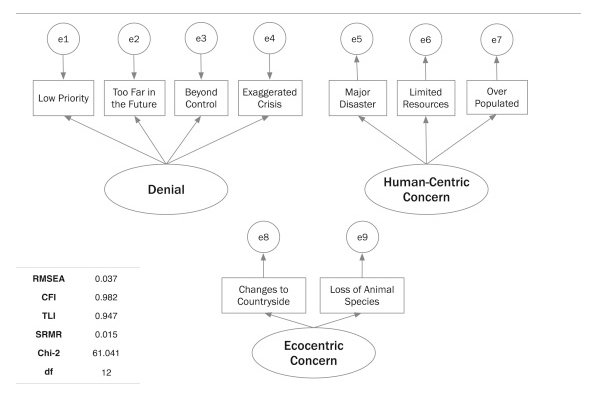 e1
e2
e3
e4
e5
e6
e7
Low Priority
Too Far in
the Future
Beyond
Control
Exaggerated
Crisis
Major
Disaster
Limited
Resources
Over
Populated
Denial
Human-Centric
Concern
e8
e9
Changes to
Countryside
Loss of Animal
Species
Ecocentric
Concern
RMSEA 0.037
CFI 0.982
TLI 0.947
SRMR 0.015
Chi-2 61.041
df 12